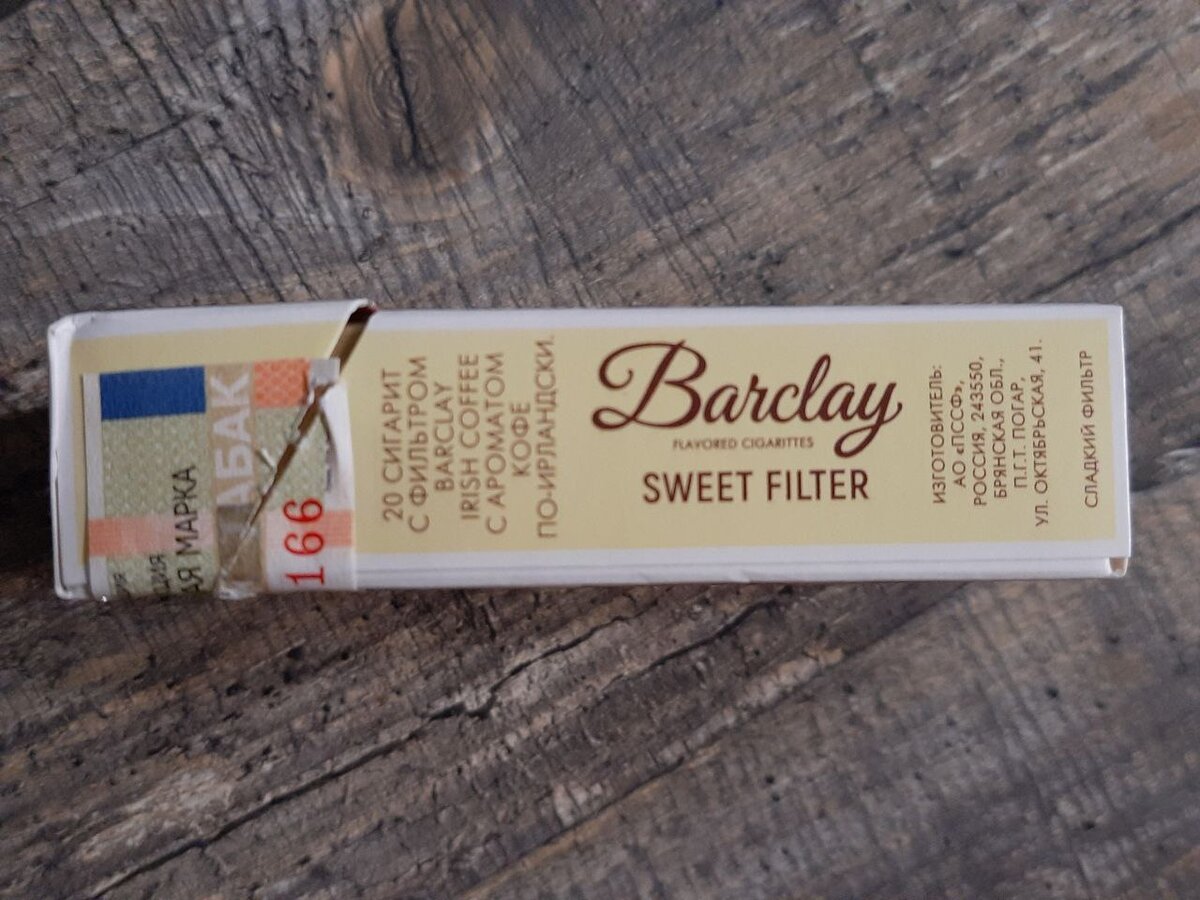 АЯ МАРКА
АБАК
166
20 СИГАРИТ
С ФИЛЬТРОМ
BARCLAY
IRISH COFFEE
С АРОМАТОМ
КОФЕ
ПО-ИРЛАНДСКИ.
Barclay
FLAVORED CIGARITTES
SWEET FILTER
ИЗГОТОВИТЕЛЬ:
АО «ПССФ»,
РОССИЯ, 243550,
БРЯНСКАЯ ОБЛ.,
П.Г.Т. ПОГАР,
УЛ. ОКТЯБРЬСКАЯ, 41.
СЛАДКИЙ ФИЛЬТР